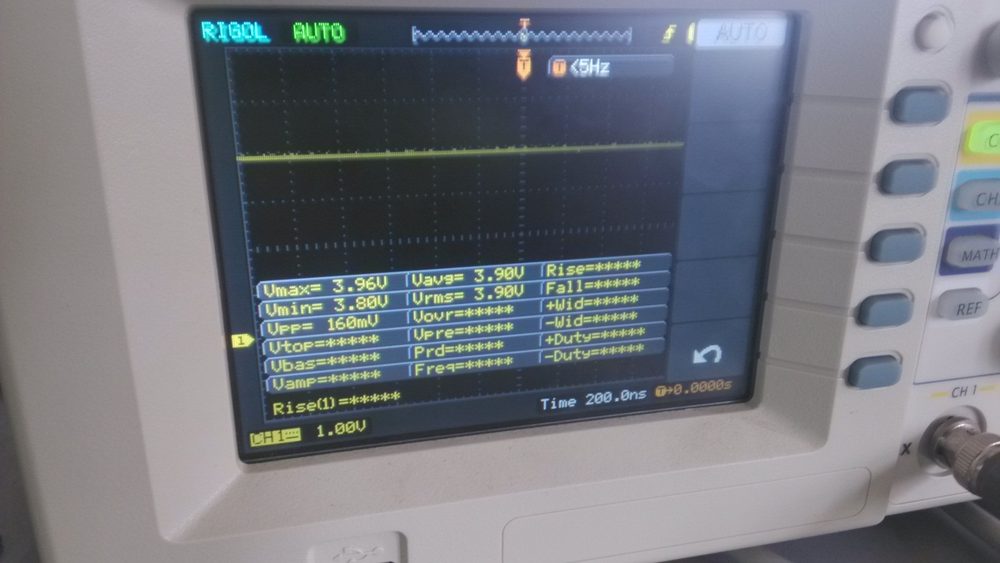 RIGOL AUTO AUTO
T
T T <5Hz
Vmax= 3.96V Vavg= 3.90V Rise=*****
Vmin= 3.80V Vrms= 3.90V Fall=*****
Vpp= 160mV Vovr=***** +Wid=*****
Vtop=***** Vpre=***** -Wid=*****
Vbas=***** Prd=***** +Duty=*****
Vamp=***** Freq=***** -Duty=*****
1
Rise(1)=***** Time 200.0ns T→0.0000s
CH1 1.00V
CH
MATH
REF
CH 1
X